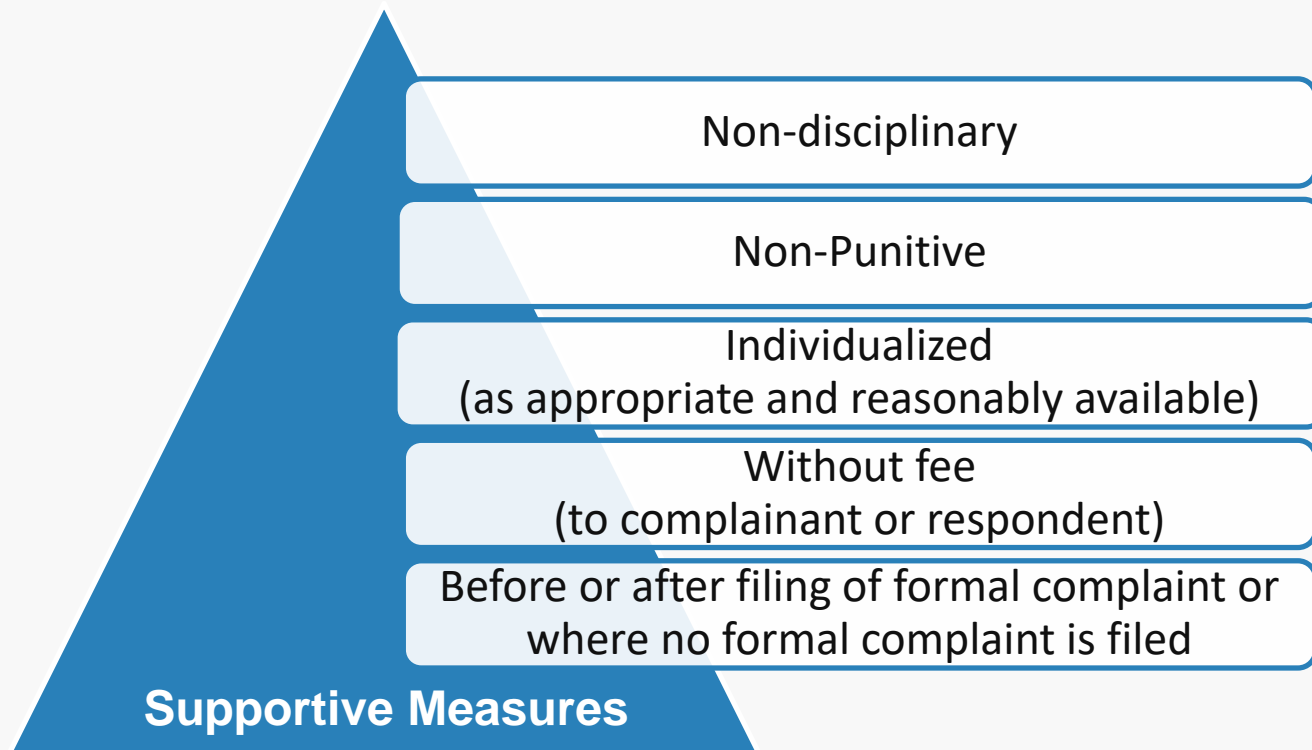 Non-disciplinary
Non-Punitive
Individualized
(as appropriate and reasonably available)
Without fee
(to complainant or respondent)
Before or after filing of formal complaint or
where no formal complaint is filed
Supportive Measures